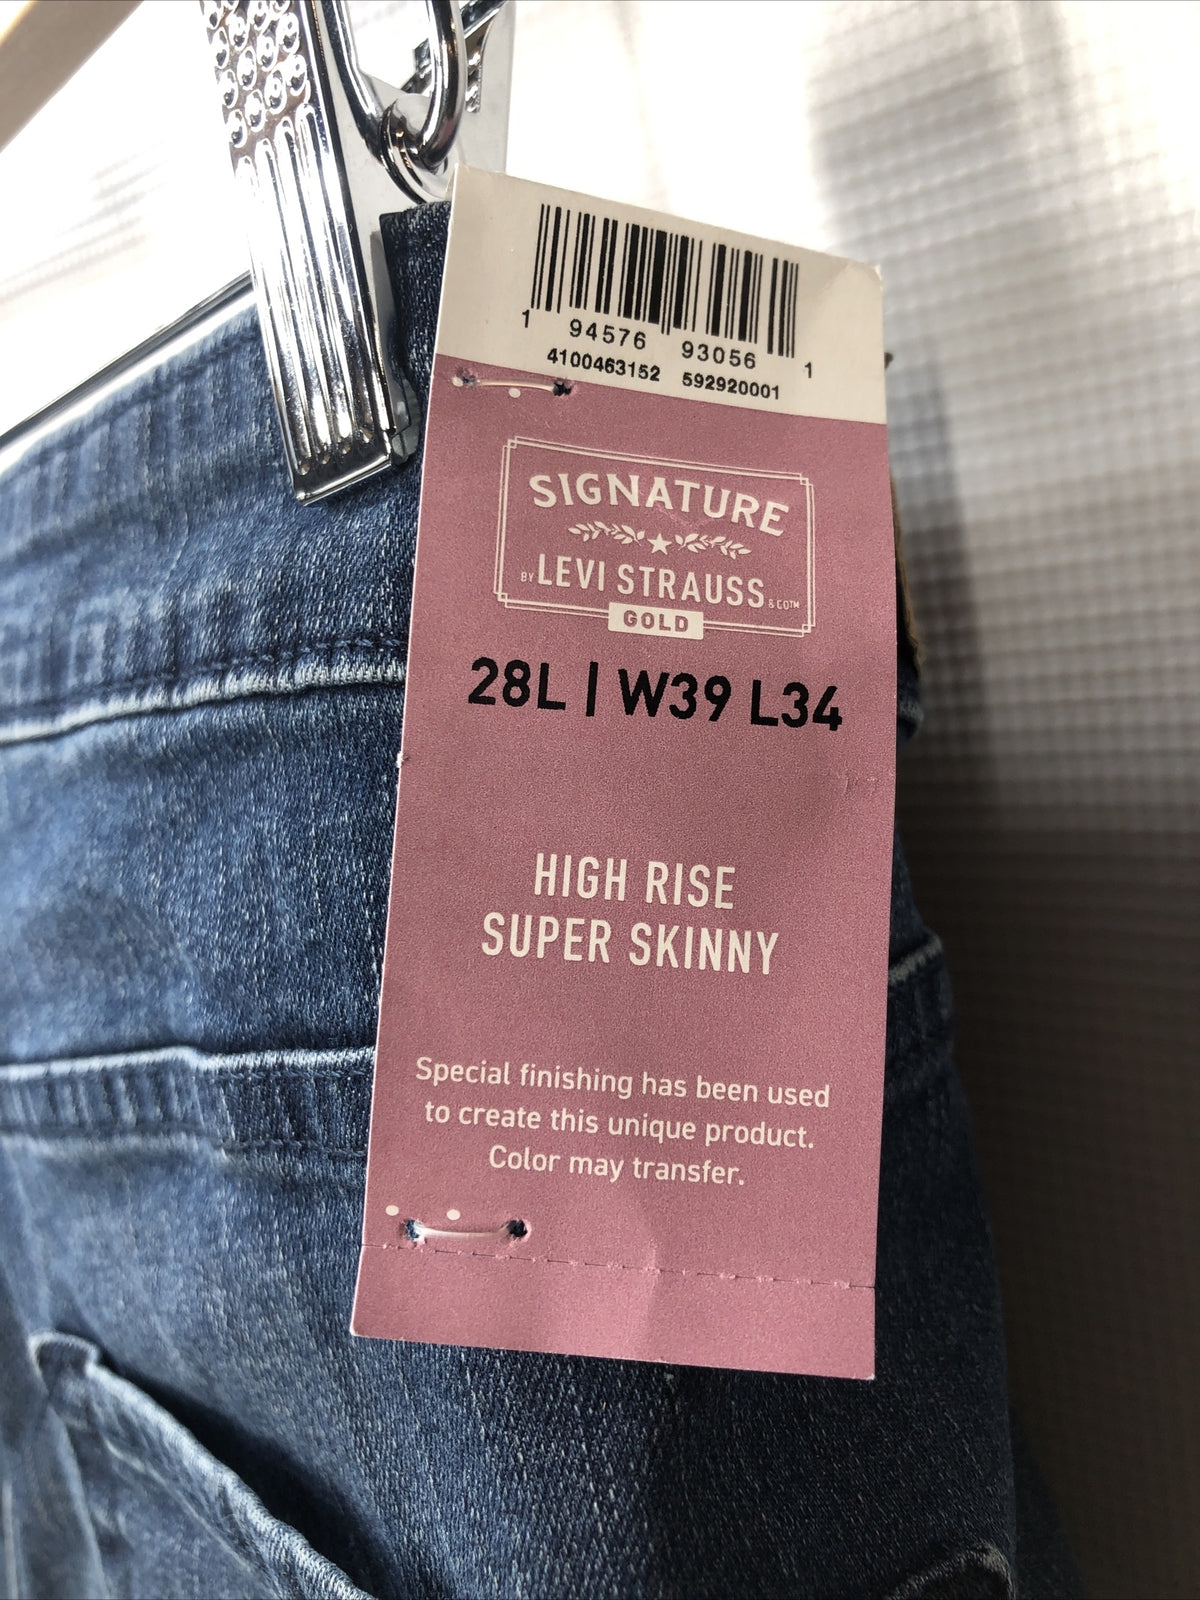 1 94576 93056 1
4100463152 592920001
SIGNATURE
BY LEVI STRAUSS & CO™
GOLD
28L | W39 L34
HIGH RISE
SUPER SKINNY
Special finishing has been used
to create this unique product.
Color may transfer.